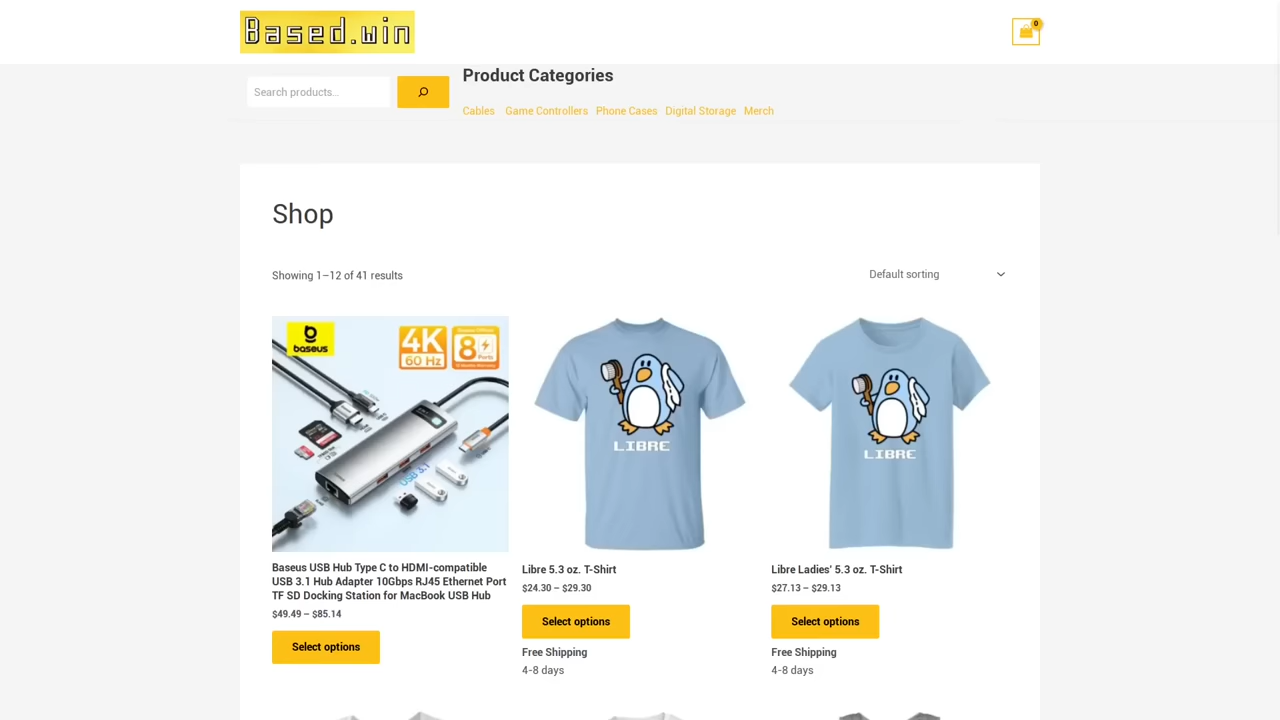 Based.win
0
Search products...
Product Categories
Cables Game Controllers Phone Cases Digital Storage Merch
Shop
Showing 1–12 of 41 results
Default sorting
baseus
4K
60 Hz
8
Ports
USB 3.1
LIBRE
LIBRE
Baseus USB Hub Type C to HDMI-compatible
USB 3.1 Hub Adapter 10Gbps RJ45 Ethernet Port
TF SD Docking Station for MacBook USB Hub
$49.49 – $85.14
Select options
Libre 5.3 oz. T-Shirt
$24.30 – $29.30
Select options
Free Shipping
4-8 days
Libre Ladies' 5.3 oz. T-Shirt
$27.13 – $29.13
Select options
Free Shipping
4-8 days